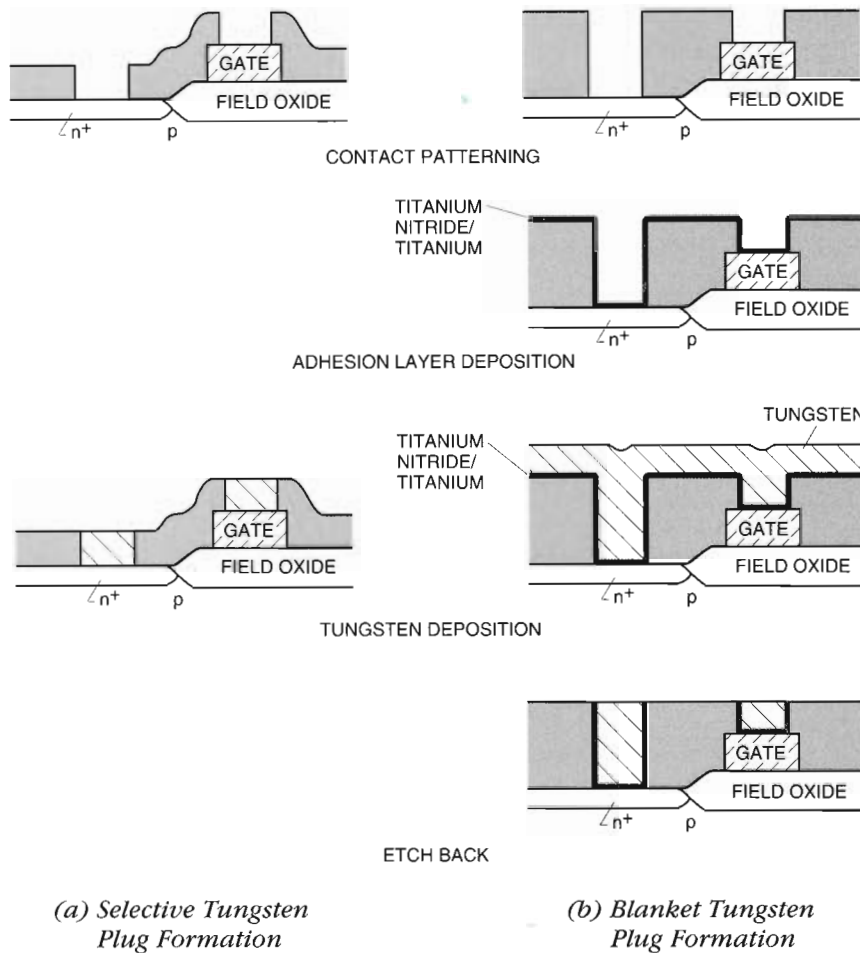 GATE
FIELD OXIDE
n+
p
GATE
FIELD OXIDE
n+
p
CONTACT PATTERNING
TITANIUM
NITRIDE/
TITANIUM
GATE
FIELD OXIDE
n+
p
ADHESION LAYER DEPOSITION
TUNGSTEN
TITANIUM
NITRIDE/
TITANIUM
GATE
FIELD OXIDE
n+
p
GATE
FIELD OXIDE
n+
p
TUNGSTEN DEPOSITION
GATE
FIELD OXIDE
n+
p
ETCH BACK
(a) Selective Tungsten
Plug Formation
(b) Blanket Tungsten
Plug Formation